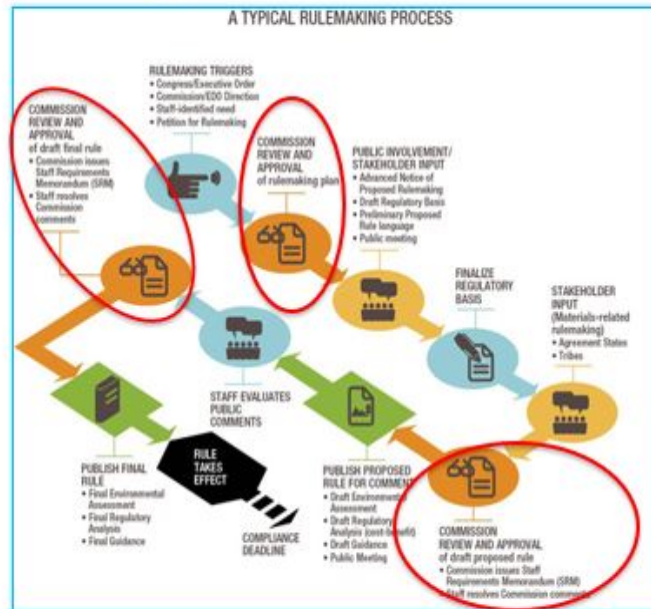 A TYPICAL RULEMAKING PROCESS
RULEMAKING TRIGGERS
• Congress/Executive Order
• Commission/EDO Direction
• Staff-identified need
• Petition for Rulemaking
COMMISSION
REVIEW AND
APPROVAL
of rulemaking plan
PUBLIC INVOLVEMENT/
STAKEHOLDER INPUT
• Advanced Notice of
Proposed Rulemaking
• Draft Regulatory Basis
• Preliminary Proposed
Rule language
• Public meeting
FINALIZE
REGULATORY
BASIS
STAKEHOLDER
INPUT
(Materials-related
rulemaking)
• Agreement States
• Tribes
COMMISSION
REVIEW AND APPROVAL
of draft proposed rule
• Commission issues Staff
Requirements Memorandum (SRM)
• Staff resolves Commission comments
PUBLISH PROPOSED
RULE FOR COMMENT
• Draft Environmental
Assessment
• Draft Regulatory
Analysis (cost-benefit)
• Draft Guidance
• Public Meeting
STAFF EVALUATES
PUBLIC
COMMENTS
COMMISSION
REVIEW AND
APPROVAL
of draft final rule
• Commission issues
Staff Requirements
Memorandum (SRM)
• Staff resolves
Commission
comments
PUBLISH FINAL
RULE
• Final Environmental
Assessment
• Final Regulatory
Analysis
• Final Guidance
RULE
TAKES
EFFECT
COMPLIANCE
DEADLINE